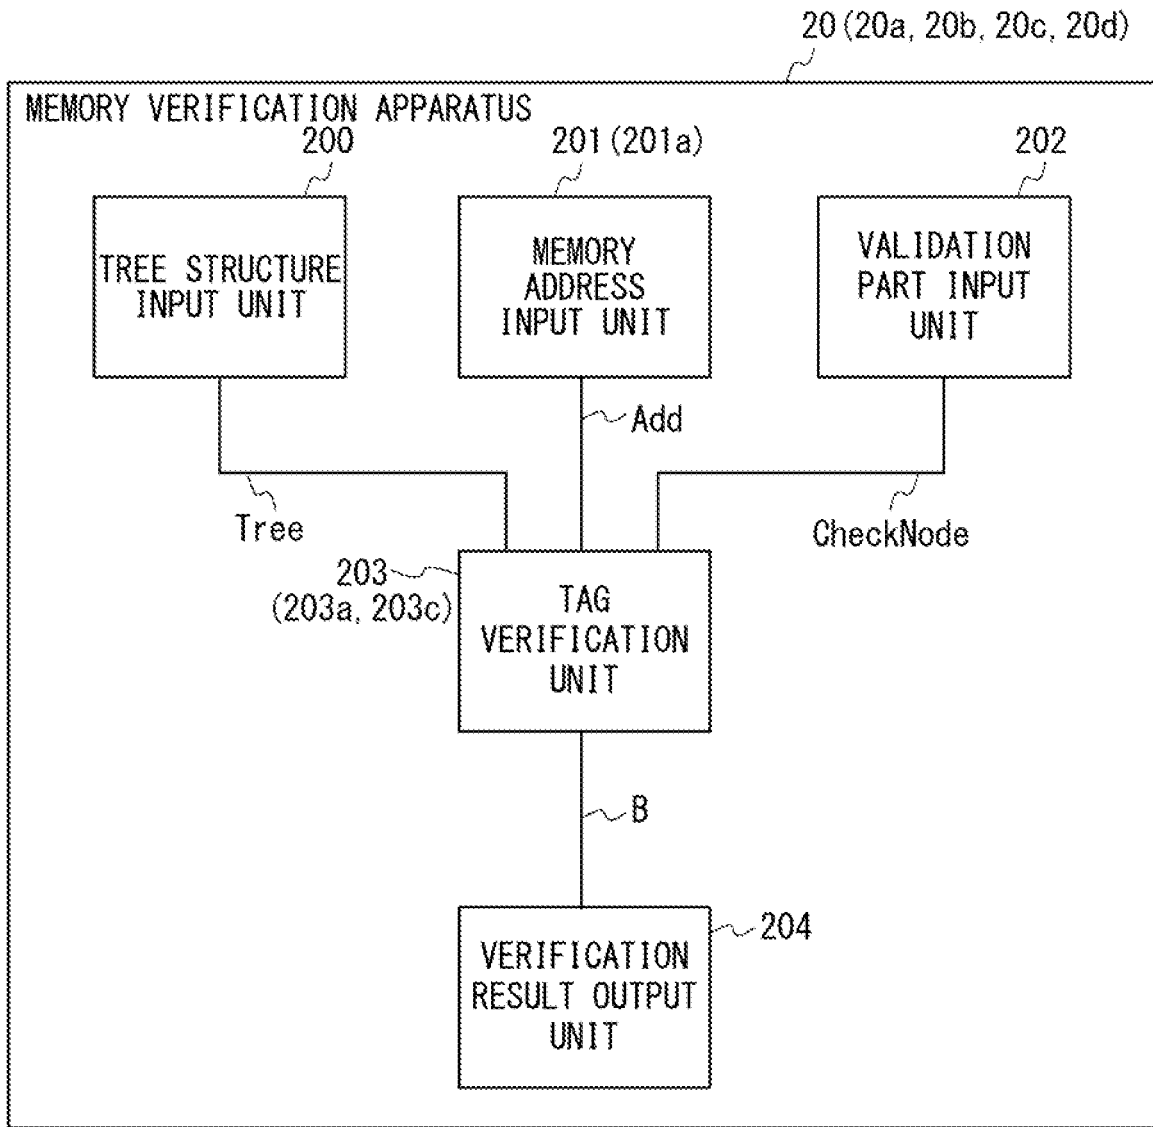 20 (20a, 20b, 20c, 20d)
MEMORY VERIFICATION APPARATUS
200
201 (201a)
202
TREE STRUCTURE
INPUT UNIT
MEMORY
ADDRESS
INPUT UNIT
VALIDATION
PART INPUT
UNIT
Add
Tree
CheckNode
203
(203a, 203c)
TAG
VERIFICATION
UNIT
B
204
VERIFICATION
RESULT OUTPUT
UNIT